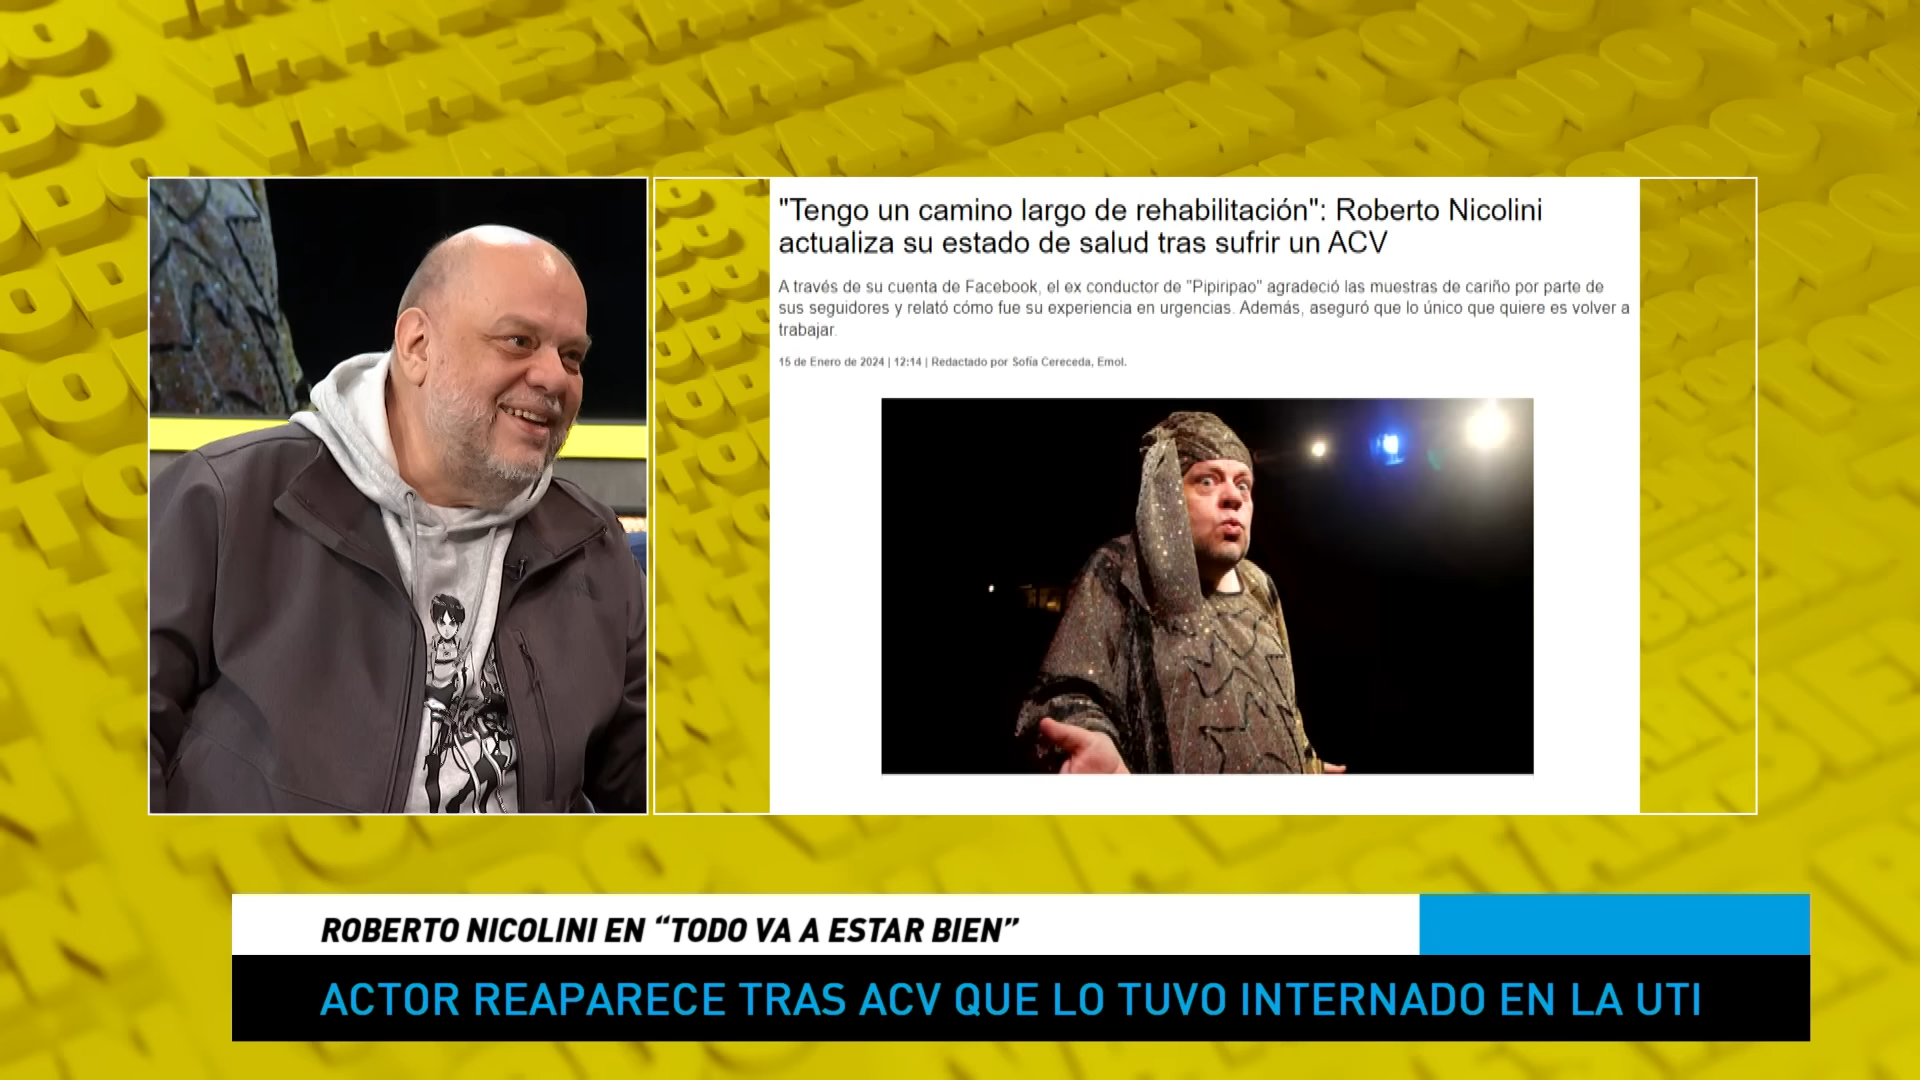 "Tengo un camino largo de rehabilitación": Roberto Nicolini
actualiza su estado de salud tras sufrir un ACV
A través de su cuenta de Facebook, el ex conductor de "Pipiripao" agradeció las muestras de cariño por parte de
sus seguidores y relató cómo fue su experiencia en urgencias. Además, aseguró que lo único que quiere es volver a
trabajar.
15 de Enero de 2024 | 12:14 | Redactado por Sofía Cereceda, Emol.
ROBERTO NICOLINI EN “TODO VA A ESTAR BIEN”
ACTOR REAPARECE TRAS ACV QUE LO TUVO INTERNADO EN LA UTI